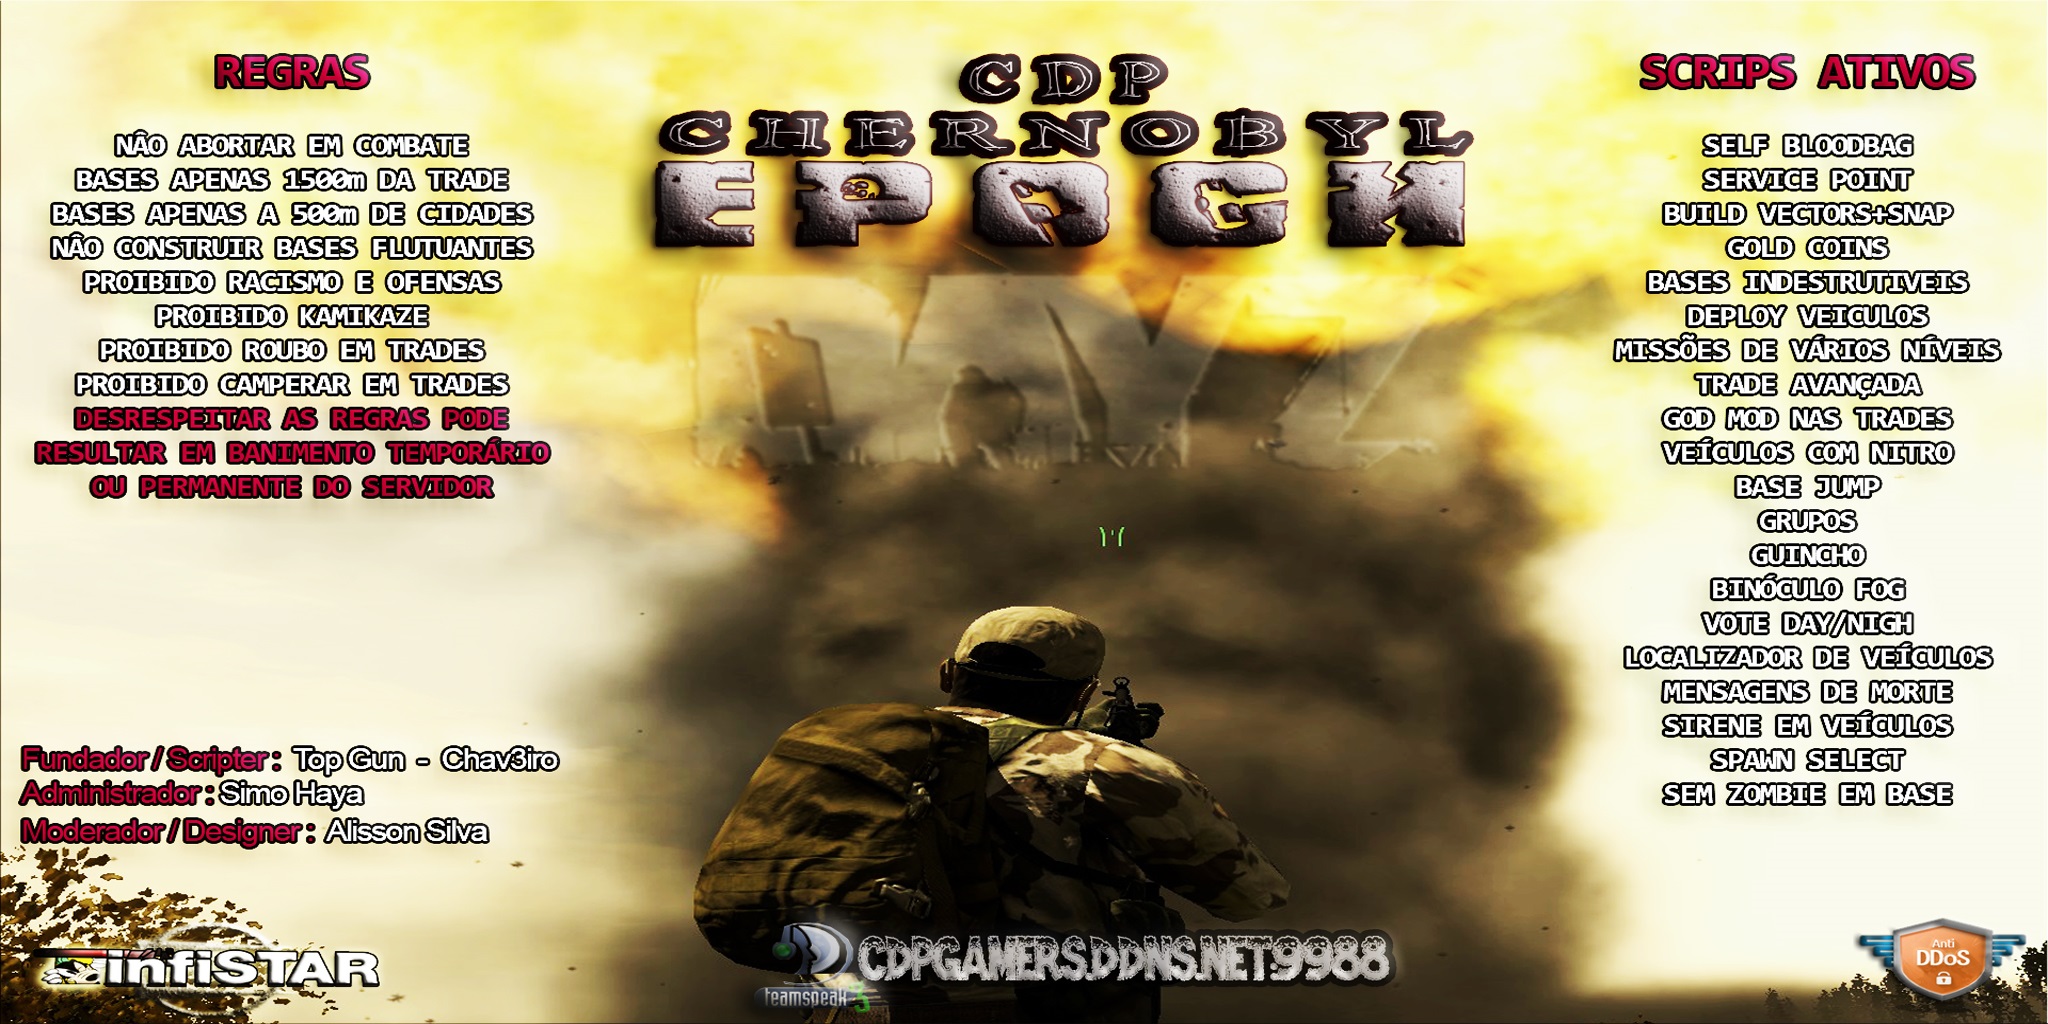 REGRAS
NÂO ABORTAR EM COMBATE
BASES APENAS 1500m DA TRADE
BASES APENAS A 500m DE CIDADES
NÂO CONSTRUIR BASES FLUTUANTES
PROIBIDO RACISMO E OFENSAS
PROIBIDO KAMIKAZE
PROIBIDO ROUBO EM TRADES
PROIBIDO CAMPERAR EM TRADES
DESRESPEITAR AS REGRAS PODE
RESULTAR EM BANIMENTO TEMPORÁRIO
OU PERMANENTE DO SERVIDOR
Fundador / Scripter : Top Gun - Chav3iro
Administrador : Simo Haya
Moderador / Designer : Alisson Silva
infiSTAR
CDP
CHERNOBYL
EPOCH
DAYZ
teamspeak 3
CDPGAMERS.DDNS.NET:9988
SCRIPS ATIVOS
SELF BLOODBAG
SERVICE POINT
BUILD VECTORS+SNAP
GOLD COINS
BASES INDESTRUTIVEIS
DEPLOY VEICULOS
MISSÕES DE VÁRIOS NÍVEIS
TRADE AVANÇADA
GOD MOD NAS TRADES
VEÍCULOS COM NITRO
BASE JUMP
GRUPOS
GUINCHO
BINÓCULO FOG
VOTE DAY/NIGH
LOCALIZADOR DE VEÍCULOS
MENSAGENS DE MORTE
SIRENE EM VEÍCULOS
SPAWN SELECT
SEM ZOMBIE EM BASE
Anti
DDoS